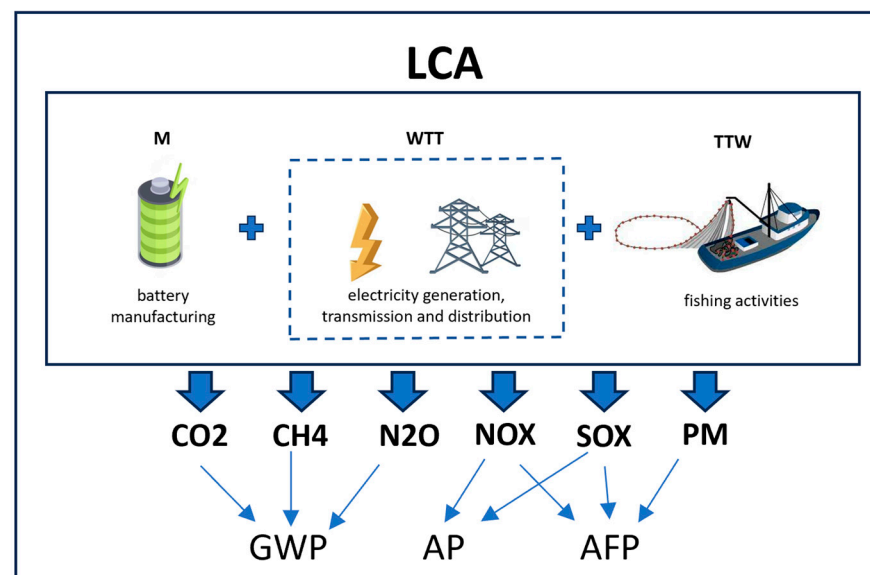 LCA
M
WTT
TTW
battery
manufacturing
electricity generation,
transmission and distribution
fishing activities
CO2 CH4 N2O NOX SOX PM
GWP AP AFP